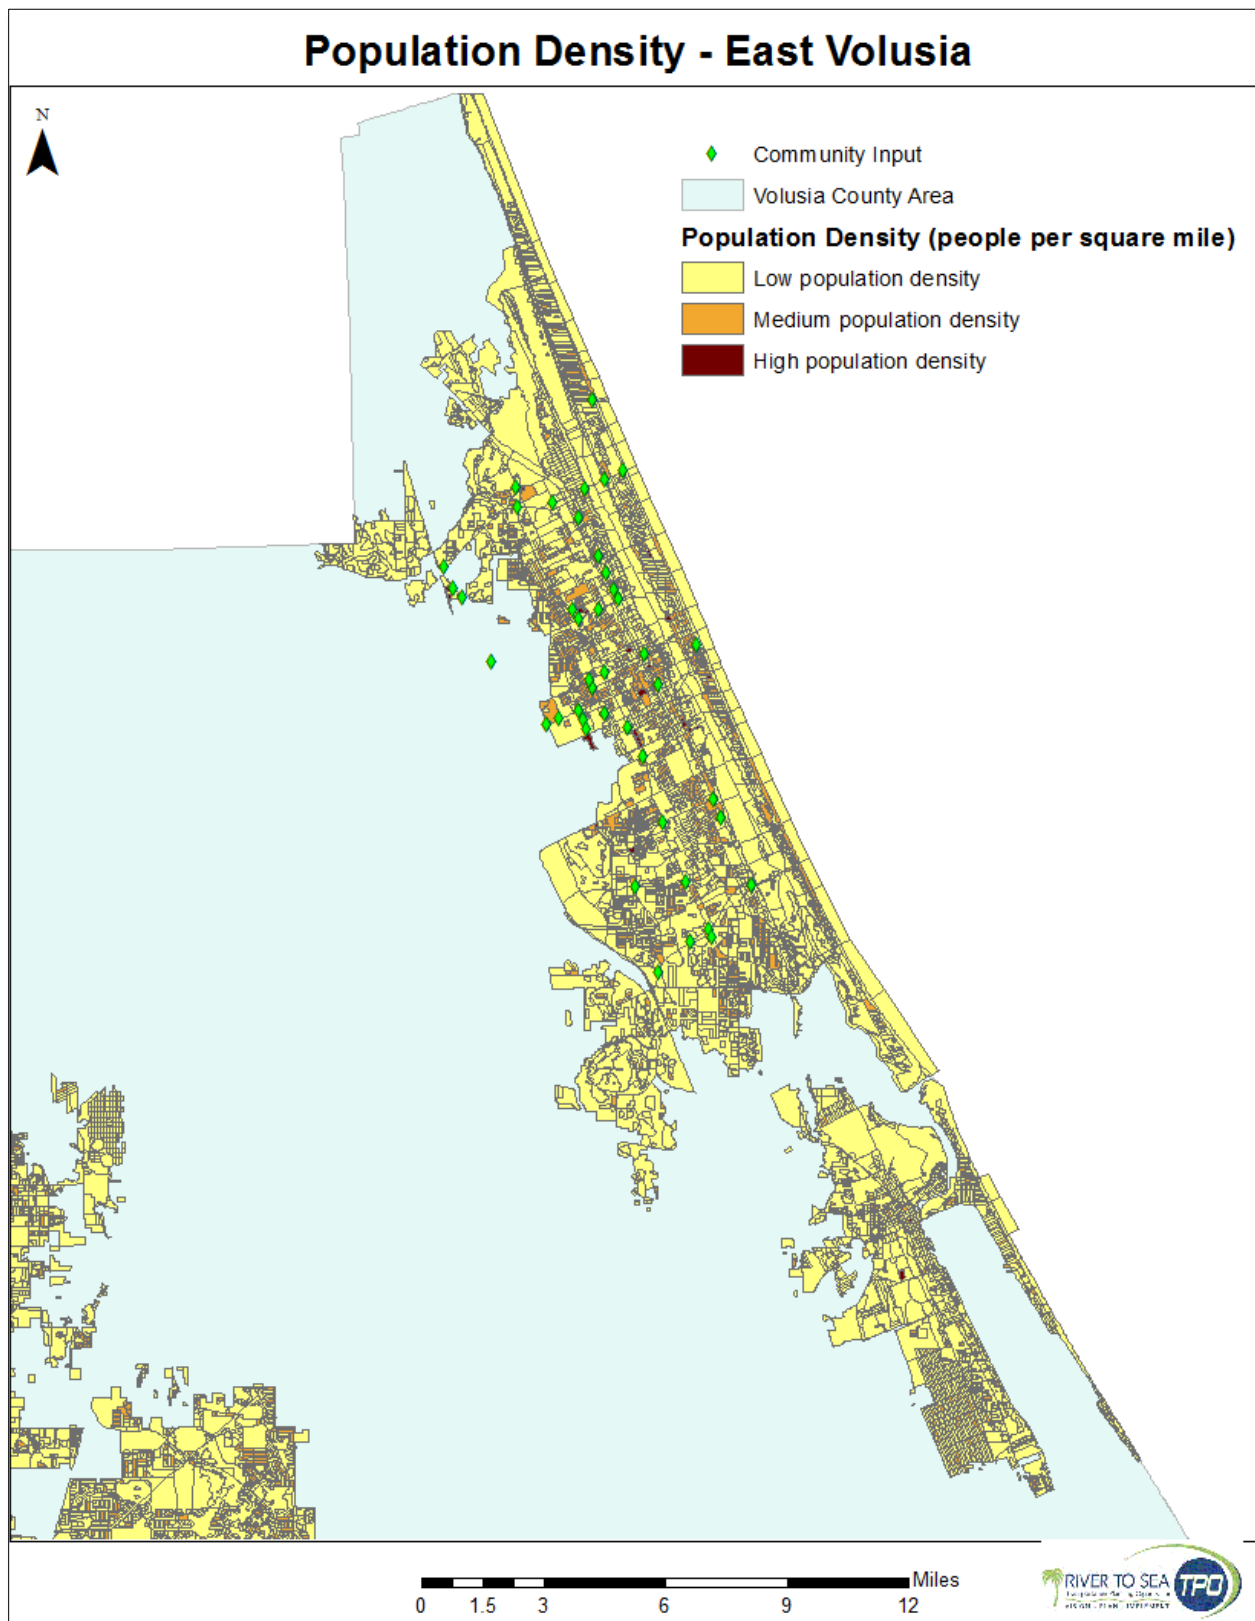 Population Density - East Volusia
N
Community Input
Volusia County Area
Population Density (people per square mile)
Low population density
Medium population density
High population density
Miles
0 1.5 3 6 9 12
RIVER TO SEA
TPO